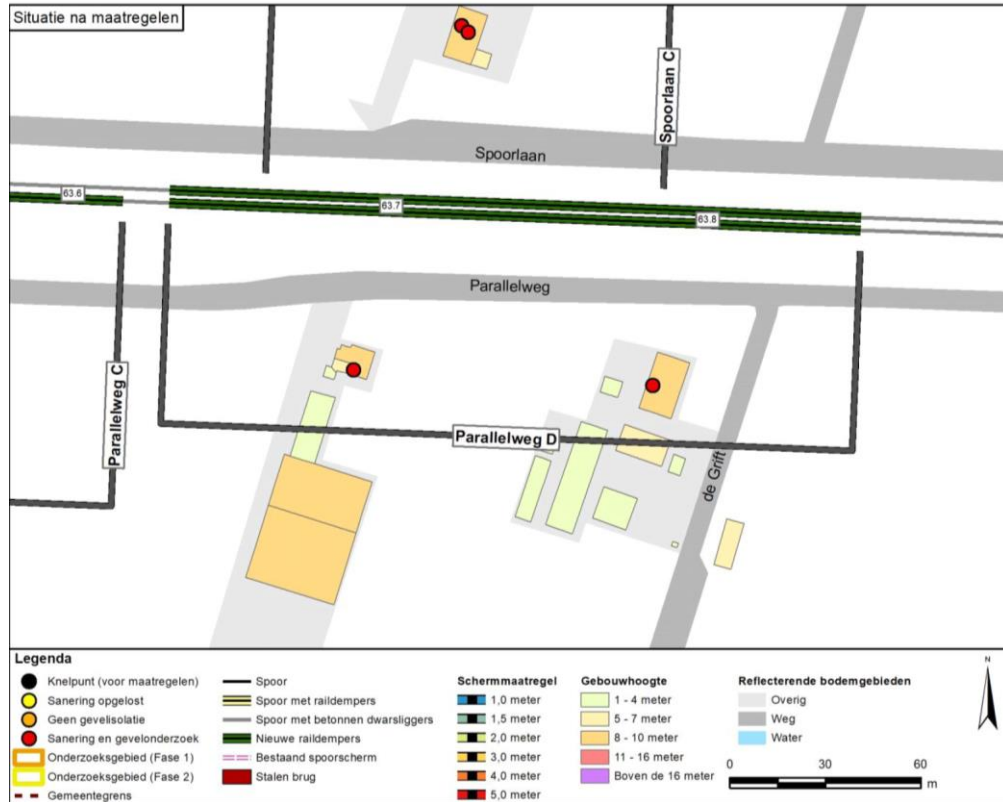 Situatie na maatregelen
Spoorlaan C
Spoorlaan
63.6
63.7
63.8
Parallelweg
Parallelweg C
Parallelweg D
de Grift
Legenda
Knelpunt (voor maatregelen)
Sanering opgelost
Geen gevelisolatie
Sanering en gevelonderzoek
Onderzoeksgebied (Fase 1)
Onderzoeksgebied (Fase 2)
Gemeentegrens
Spoor
Spoor met raildempers
Spoor met betonnen dwarsliggers
Nieuwe raildempers
Bestaand spoorscherm
Stalen brug
Schermmaatregel
1,0 meter
1,5 meter
2,0 meter
3,0 meter
4,0 meter
5,0 meter
Gebouwhoogte
1 - 4 meter
5 - 7 meter
8 - 10 meter
11 - 16 meter
Boven de 16 meter
Reflecterende bodemgebieden
Overig
Weg
Water
N
0 30 60
m